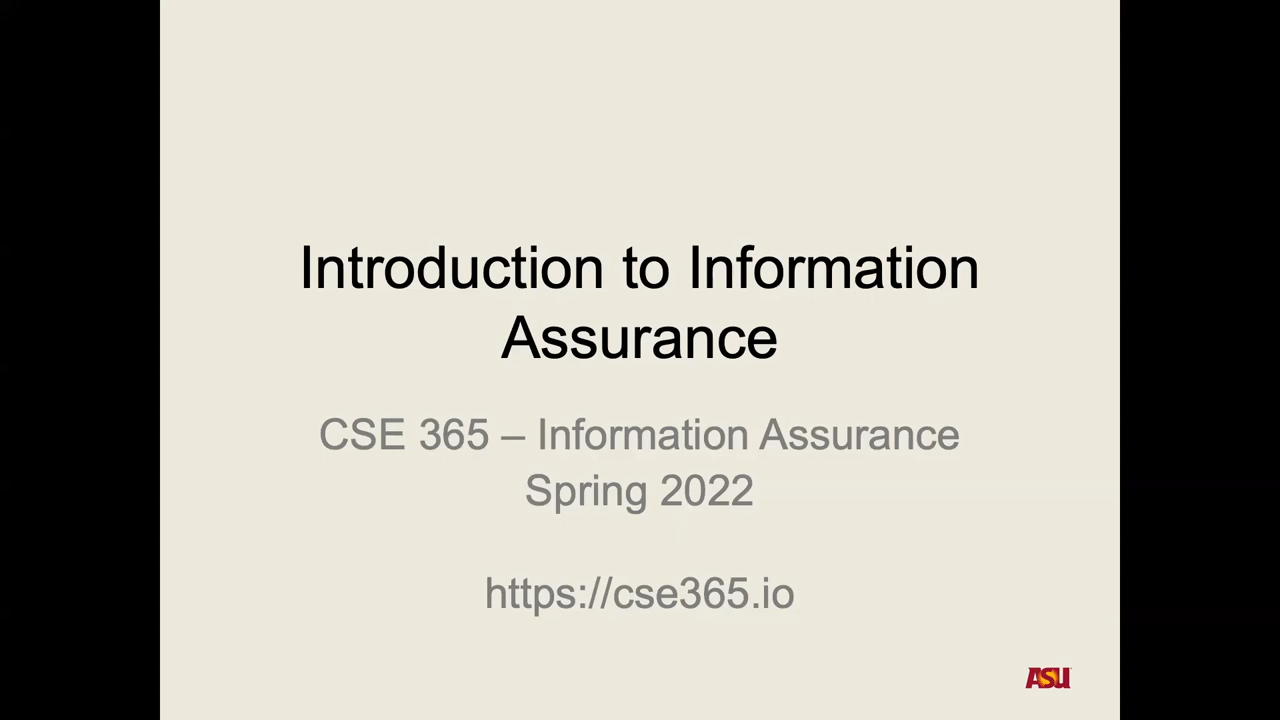 Introduction to Information
Assurance
CSE 365 – Information Assurance
Spring 2022
https://cse365.io
ASU